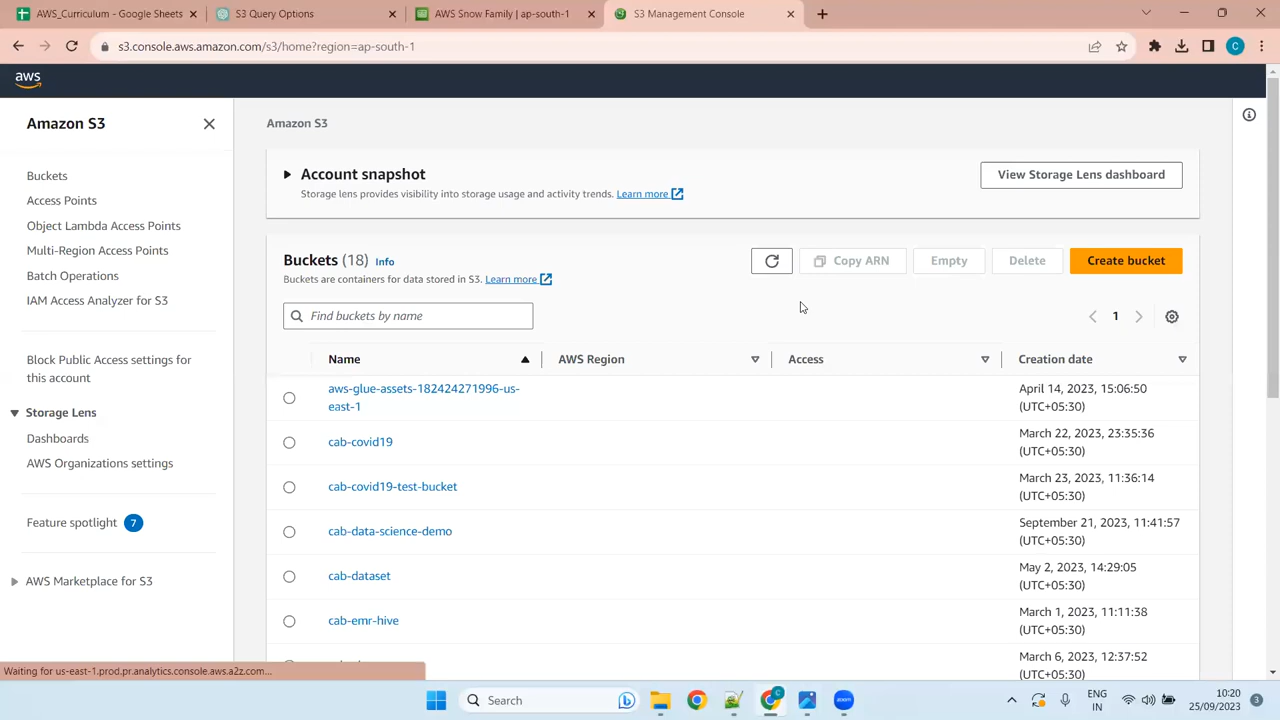 AWS_Curriculum - Google Sheets
S3 Query Options
AWS Snow Family | ap-south-1
S3 Management Console
s3.console.aws.amazon.com/s3/home?region=ap-south-1
C
aws
Amazon S3
Buckets
Access Points
Object Lambda Access Points
Multi-Region Access Points
Batch Operations
IAM Access Analyzer for S3
Block Public Access settings for
this account
Storage Lens
Dashboards
AWS Organizations settings
Feature spotlight 7
AWS Marketplace for S3
Amazon S3
Account snapshot
Storage lens provides visibility into storage usage and activity trends. Learn more
View Storage Lens dashboard
Buckets (18) Info
Buckets are containers for data stored in S3. Learn more
Copy ARN
Empty
Delete
Create bucket
Find buckets by name
1
Name AWS Region Access Creation date
aws-glue-assets-182424271996-us-
east-1
April 14, 2023, 15:06:50
(UTC+05:30)
cab-covid19
March 22, 2023, 23:35:36
(UTC+05:30)
cab-covid19-test-bucket
March 23, 2023, 11:36:14
(UTC+05:30)
cab-data-science-demo
September 21, 2023, 11:41:57
(UTC+05:30)
cab-dataset
May 2, 2023, 14:29:05
(UTC+05:30)
cab-emr-hive
March 1, 2023, 11:11:38
(UTC+05:30)
March 6, 2023, 12:37:52
(UTC+05:30)
Waiting for us-east-1.prod.pr.analytics.console.aws.a2z.com...
Search
C
zoom
ENG
IN
10:20
25/09/2023
3